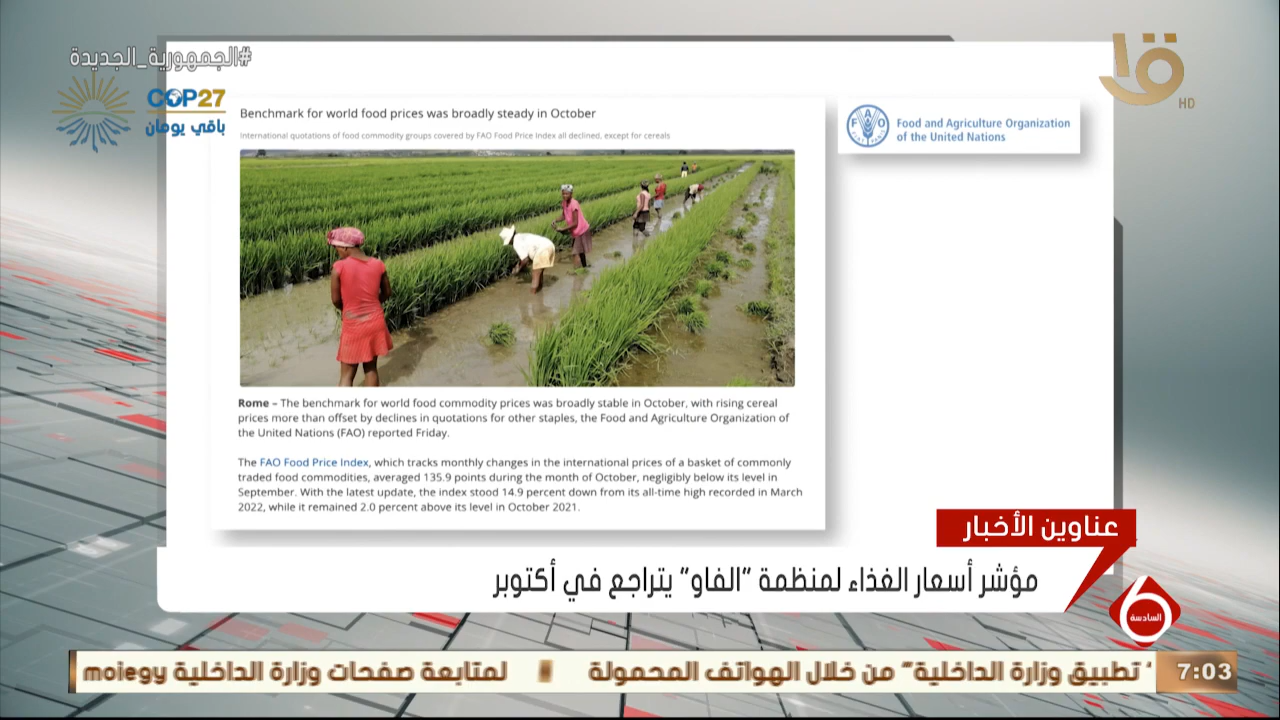 #الجمهورية_الجديدة
COP27
باقي يومان
HD
Benchmark for world food prices was broadly steady in October
International quotations of food commodity groups covered by FAO Food Price Index all declined, except for cereals
FAO
Food and Agriculture Organization
of the United Nations
Rome – The benchmark for world food commodity prices was broadly stable in October, with rising cereal
prices more than offset by declines in quotations for other staples, the Food and Agriculture Organization of
the United Nations (FAO) reported Friday.
The FAO Food Price Index, which tracks monthly changes in the international prices of a basket of commonly
traded food commodities, averaged 135.9 points during the month of October, negligibly below its level in
September. With the latest update, the index stood 14.9 percent down from its all-time high recorded in March
2022, while it remained 2.0 percent above its level in October 2021.
عناوين الأخبار
مؤشر أسعار الغذاء لمنظمة "الفاو" يتراجع في أكتوبر
السادسة
تطبيق وزارة الداخلية" من خلال الهواتف المحمولة لمتابعة صفحات وزارة الداخلية moiegy
7:03